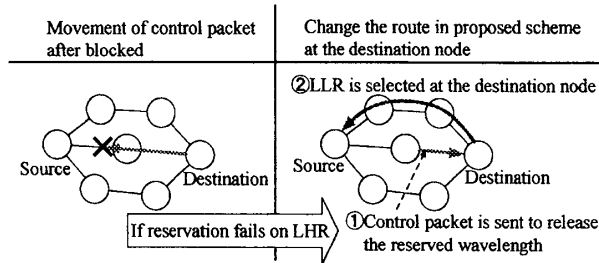 Movement of control packet
after blocked
Change the route in proposed scheme
at the destination node
②LLR is selected at the destination node
Source
Destination
Source
Destination
If reservation fails on LHR
①Control packet is sent to release
the reserved wavelength